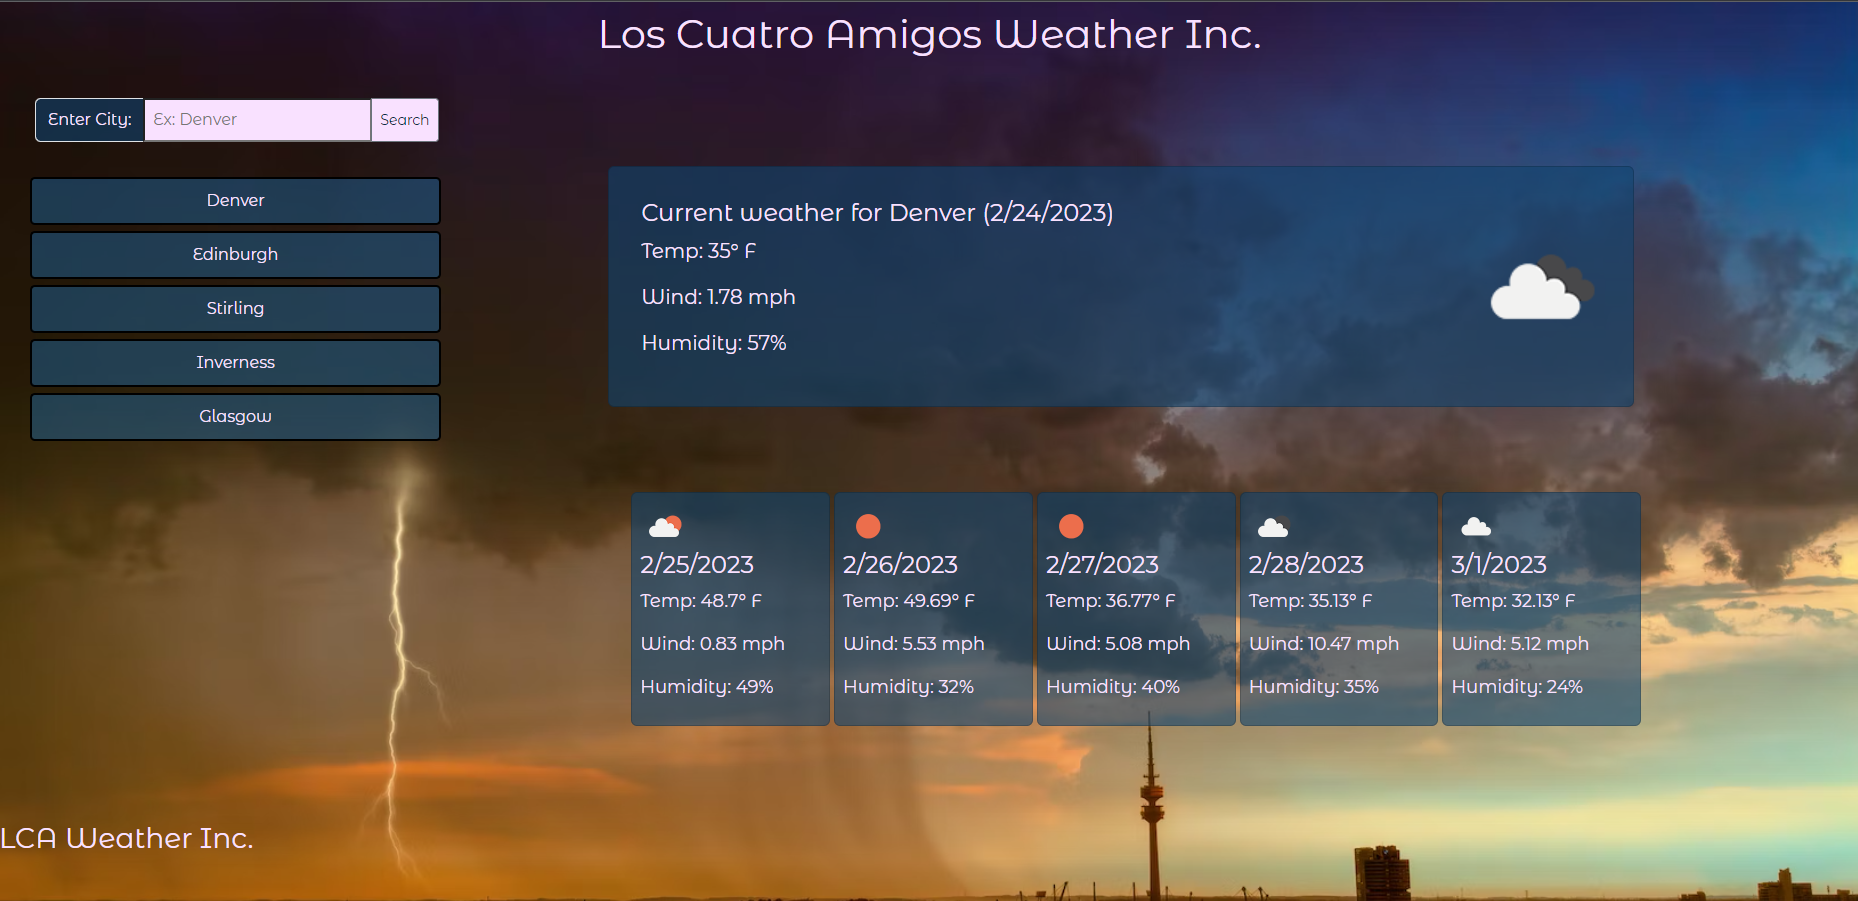 Los Cuatro Amigos Weather Inc.
Enter City: Ex: Denver Search
Denver
Edinburgh
Stirling
Inverness
Glasgow
Current weather for Denver (2/24/2023)
Temp: 35° F
Wind: 1.78 mph
Humidity: 57%
2/25/2023
Temp: 48.7° F
Wind: 0.83 mph
Humidity: 49%
2/26/2023
Temp: 49.69° F
Wind: 5.53 mph
Humidity: 32%
2/27/2023
Temp: 36.77° F
Wind: 5.08 mph
Humidity: 40%
2/28/2023
Temp: 35.13° F
Wind: 10.47 mph
Humidity: 35%
3/1/2023
Temp: 32.13° F
Wind: 5.12 mph
Humidity: 24%
LCA Weather Inc.